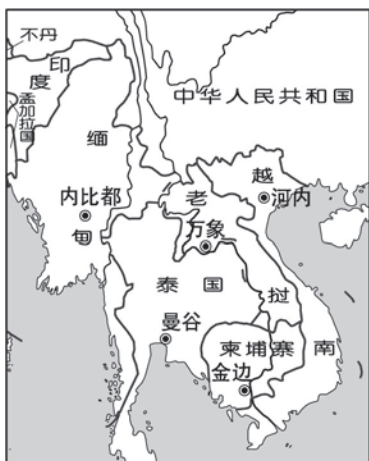 不丹
印度
孟加拉国
中华人民共和国
缅甸
内比都
越南
河内
老挝
万象
泰国
曼谷
柬埔寨
金边